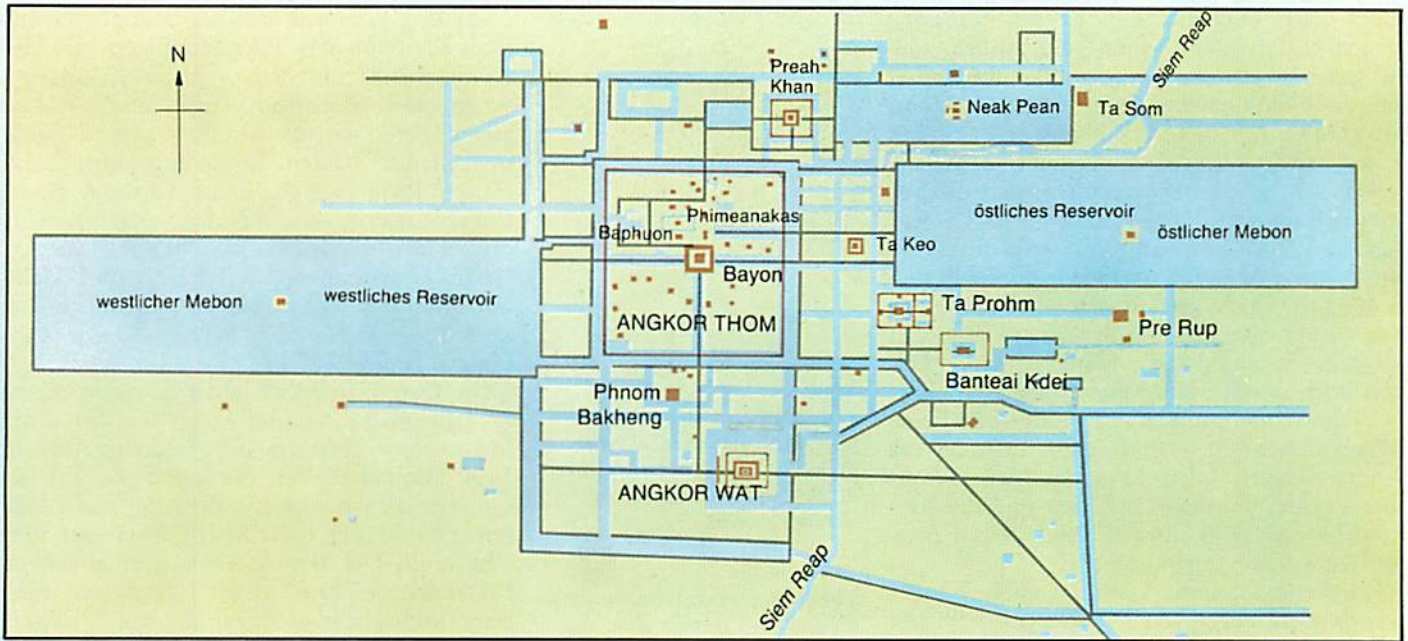 N
Siem Reap
Preah
Khan
Neak Pean
Ta Som
östliches Reservoir
östlicher Mebon
Phimeanakas
Baphuon
Ta Keo
Bayon
westlicher Mebon
westliches Reservoir
Ta Prohm
ANGKOR THOM
Pre Rup
Banteai Kdei
Phnom
Bakheng
ANGKOR WAT
Siem Reap